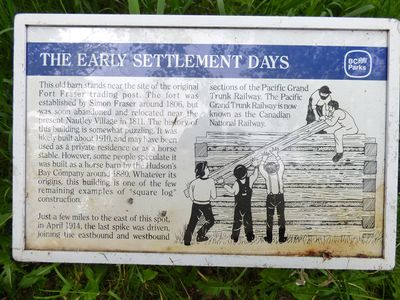 THE EARLY SETTLEMENT DAYS
BC
Parks
This old barn stands near the site of the original
Fort Fraser trading post. The fort was
established by Simon Fraser around 1806, but
was soon abandoned and relocated near the
present Nautley Village in 1811. The history of
this building is somewhat puzzling. It was
likely built about 1910, and may have been
used as a private residence or as a horse
stable. However, some people speculate it
was built as a horse barn by the Hudson's
Bay Company around 1880. Whatever its
origins, this building is one of the few
remaining examples of "square log"
construction.
Just a few miles to the east of this spot,
in April 1914, the last spike was driven,
joining the eastbound and westbound
sections of the Pacific Grand
Trunk Railway. The Pacific
Grand Trunk Railway is now
known as the Canadian
National Railway.